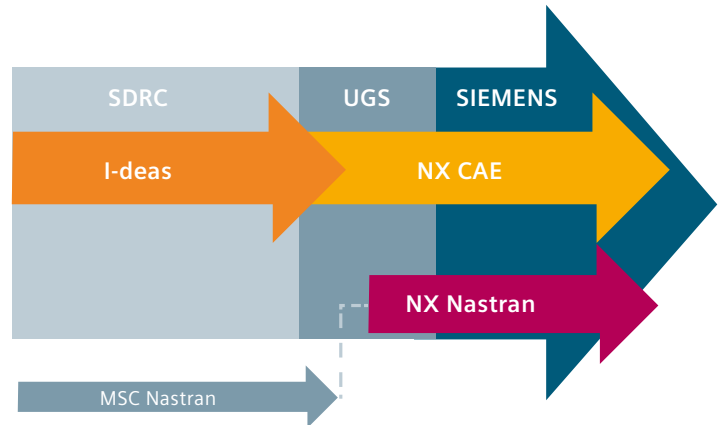 SDRC
UGS
SIEMENS
I-deas
NX CAE
NX Nastran
MSC Nastran